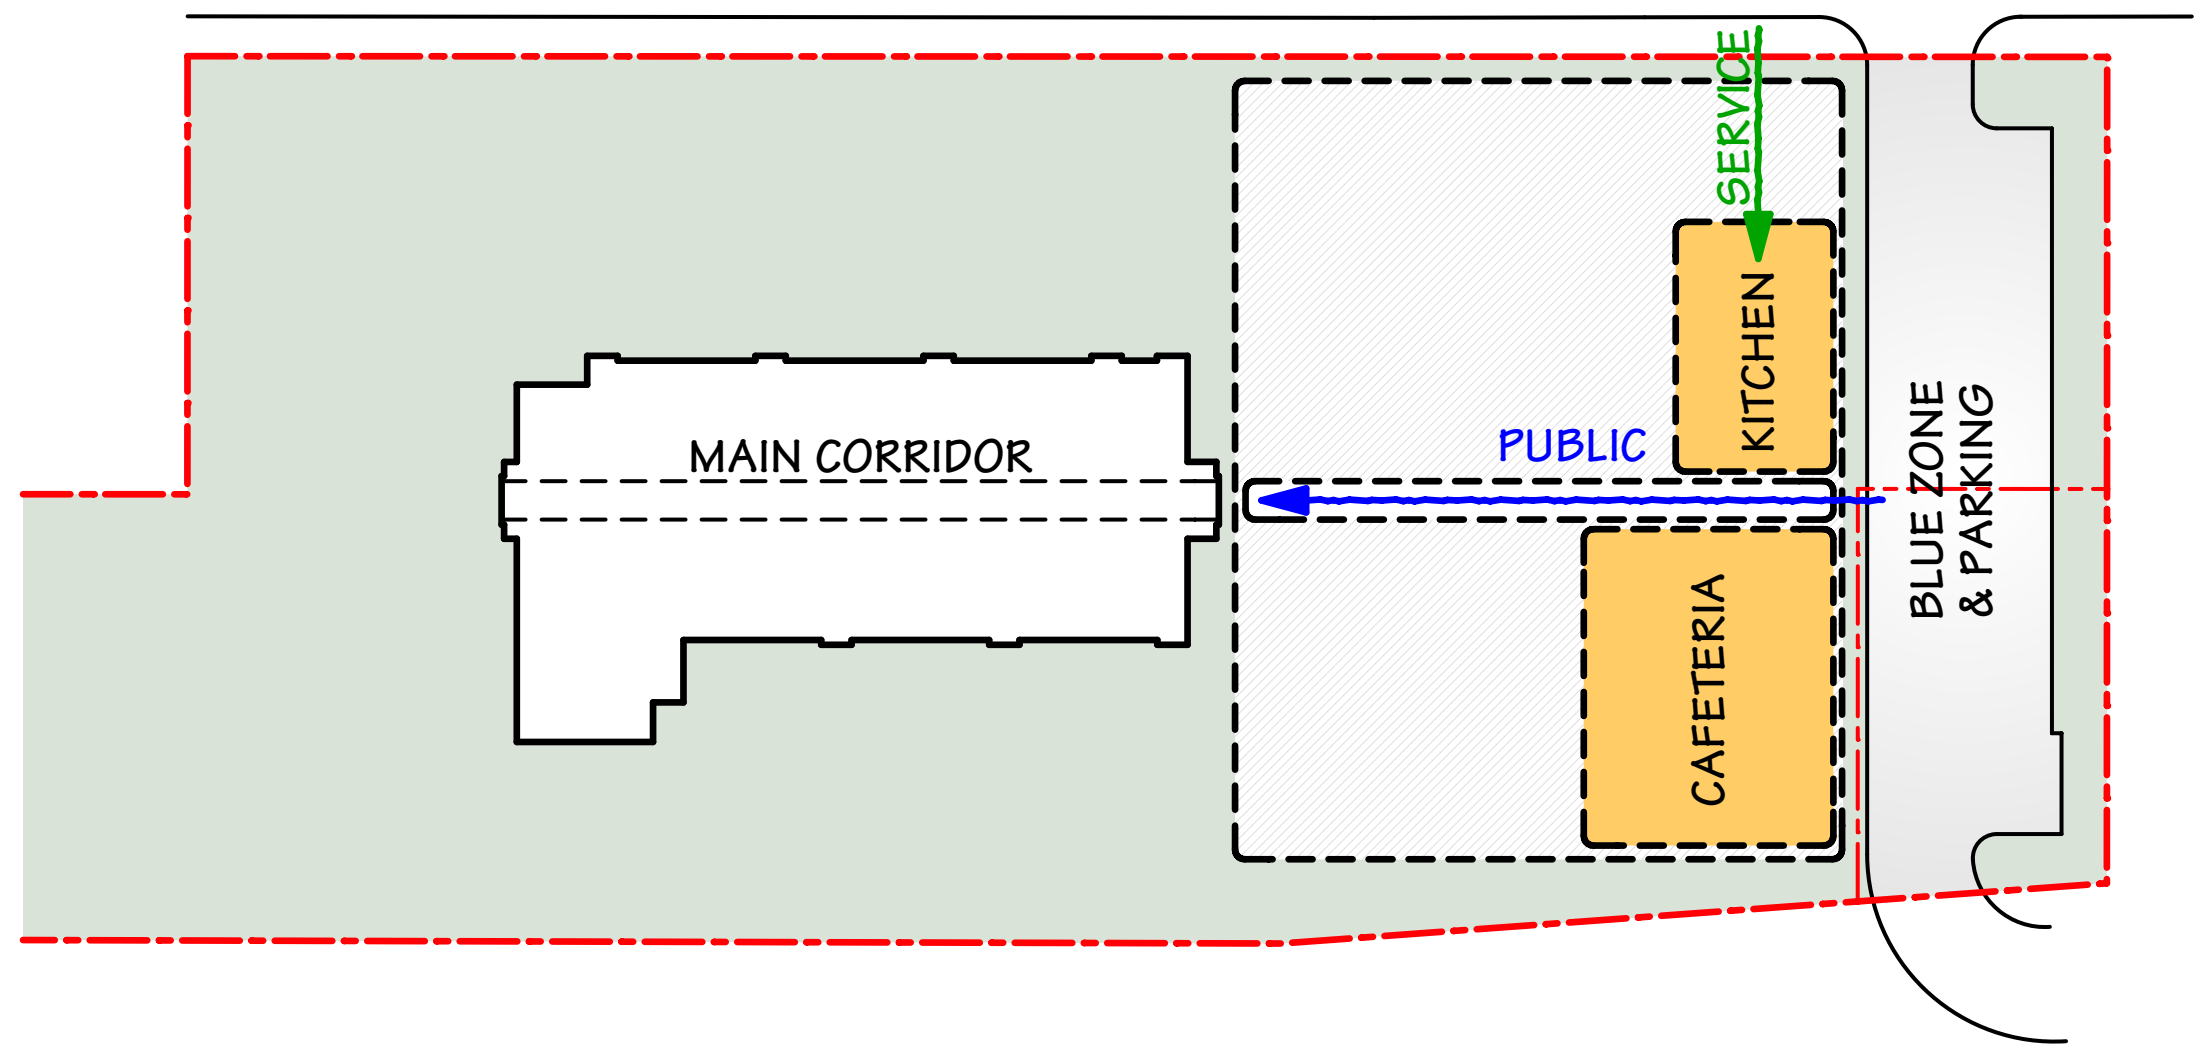 SERVICE
KITCHEN
MAIN CORRIDOR
PUBLIC
BLUE ZONE
& PARKING
CAFETERIA